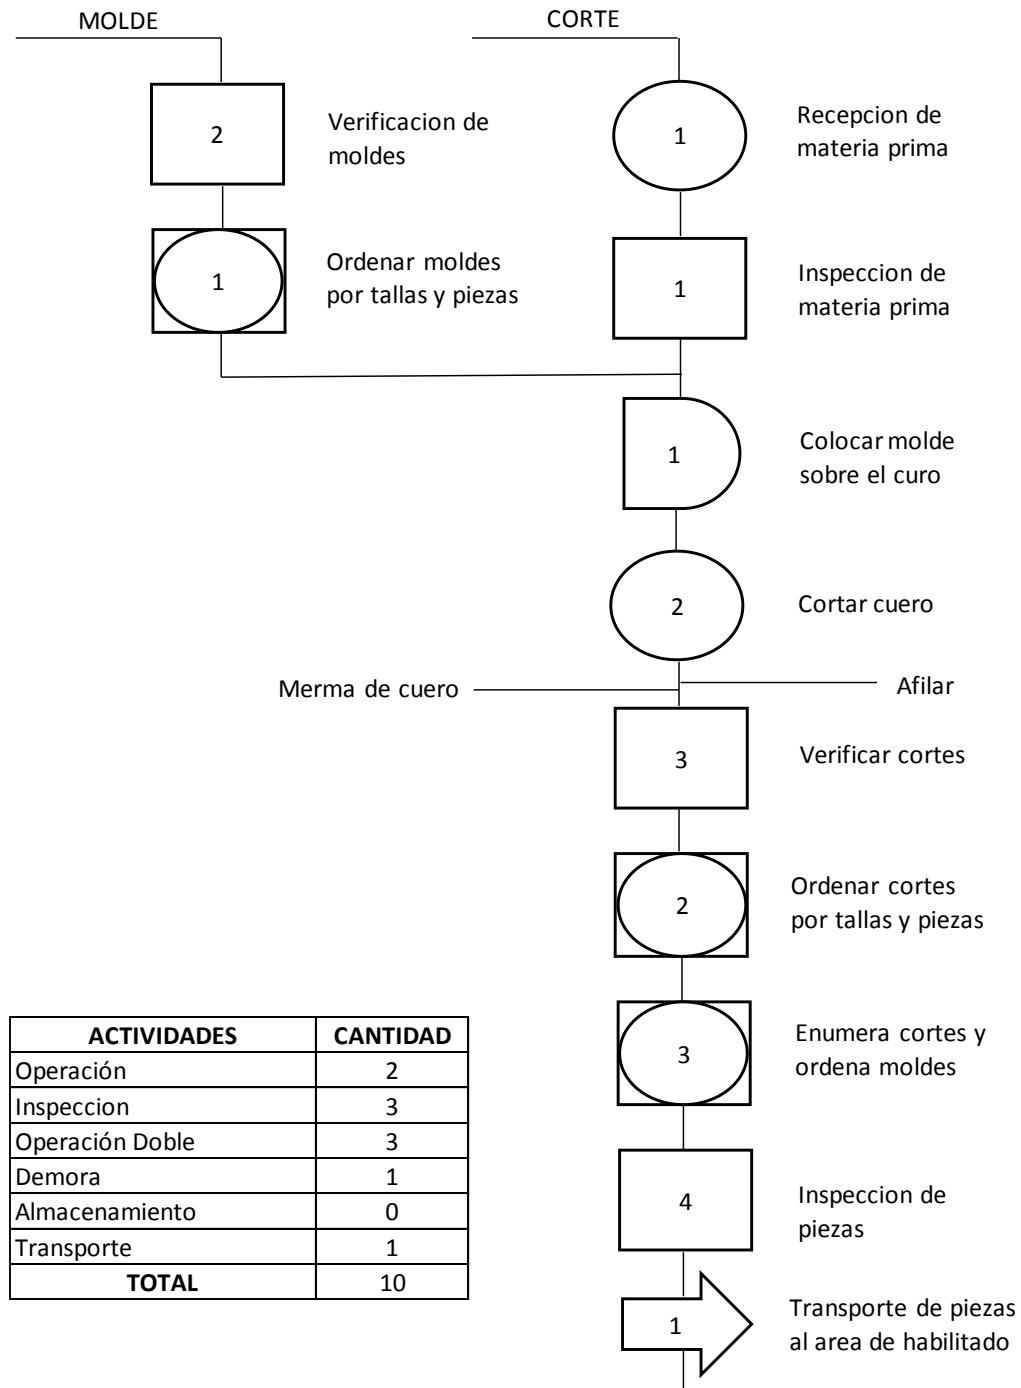 MOLDE
CORTE
2
Verificacion de
moldes
1
Recepcion de
materia prima
1
Ordenar moldes
por tallas y piezas
1
Inspeccion de
materia prima
1
Colocar molde
sobre el curo
2
Cortar cuero
Merma de cuero
Afilar
3
Verificar cortes
2
Ordenar cortes
por tallas y piezas
3
Enumera cortes y
ordena moldes
4
Inspeccion de
piezas
1
Transporte de piezas
al area de habilitado
ACTIVIDADES CANTIDAD
Operación 2
Inspeccion 3
Operación Doble 3
Demora 1
Almacenamiento 0
Transporte 1
TOTAL 10